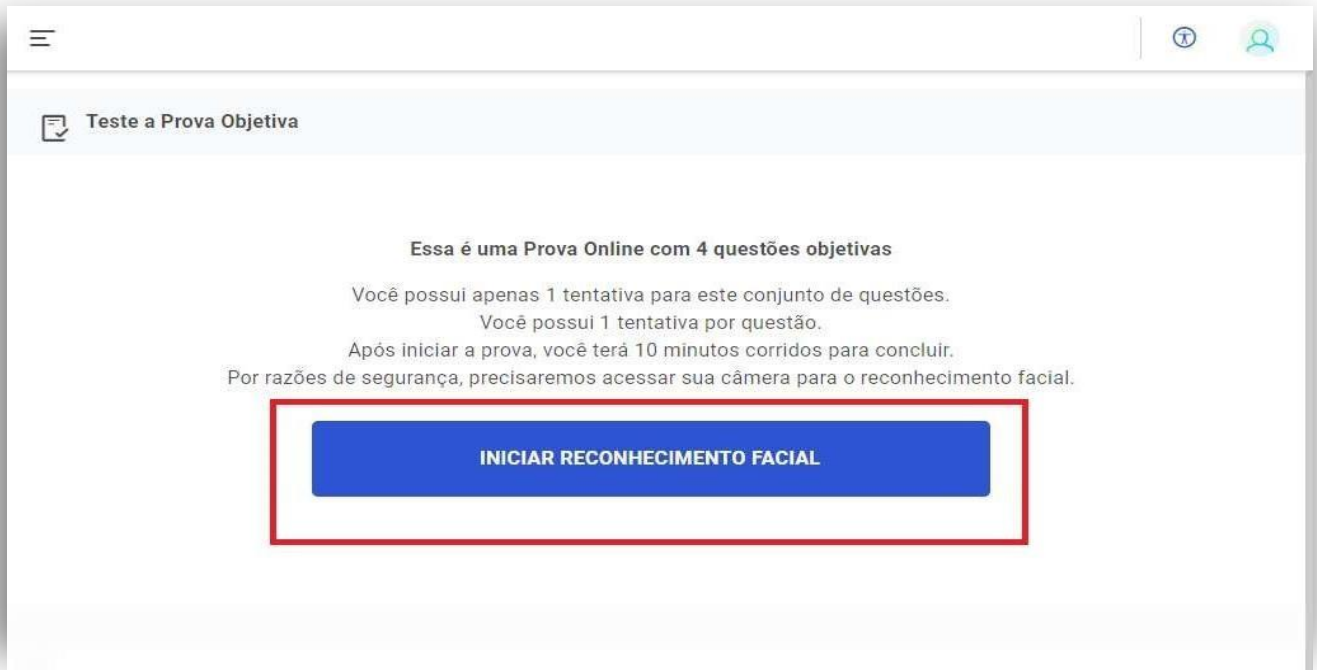 Teste a Prova Objetiva
Essa é uma Prova Online com 4 questões objetivas
Você possui apenas 1 tentativa para este conjunto de questões.
Você possui 1 tentativa por questão.
Após iniciar a prova, você terá 10 minutos corridos para concluir.
Por razões de segurança, precisaremos acessar sua câmera para o reconhecimento facial.
INICIAR RECONHECIMENTO FACIAL